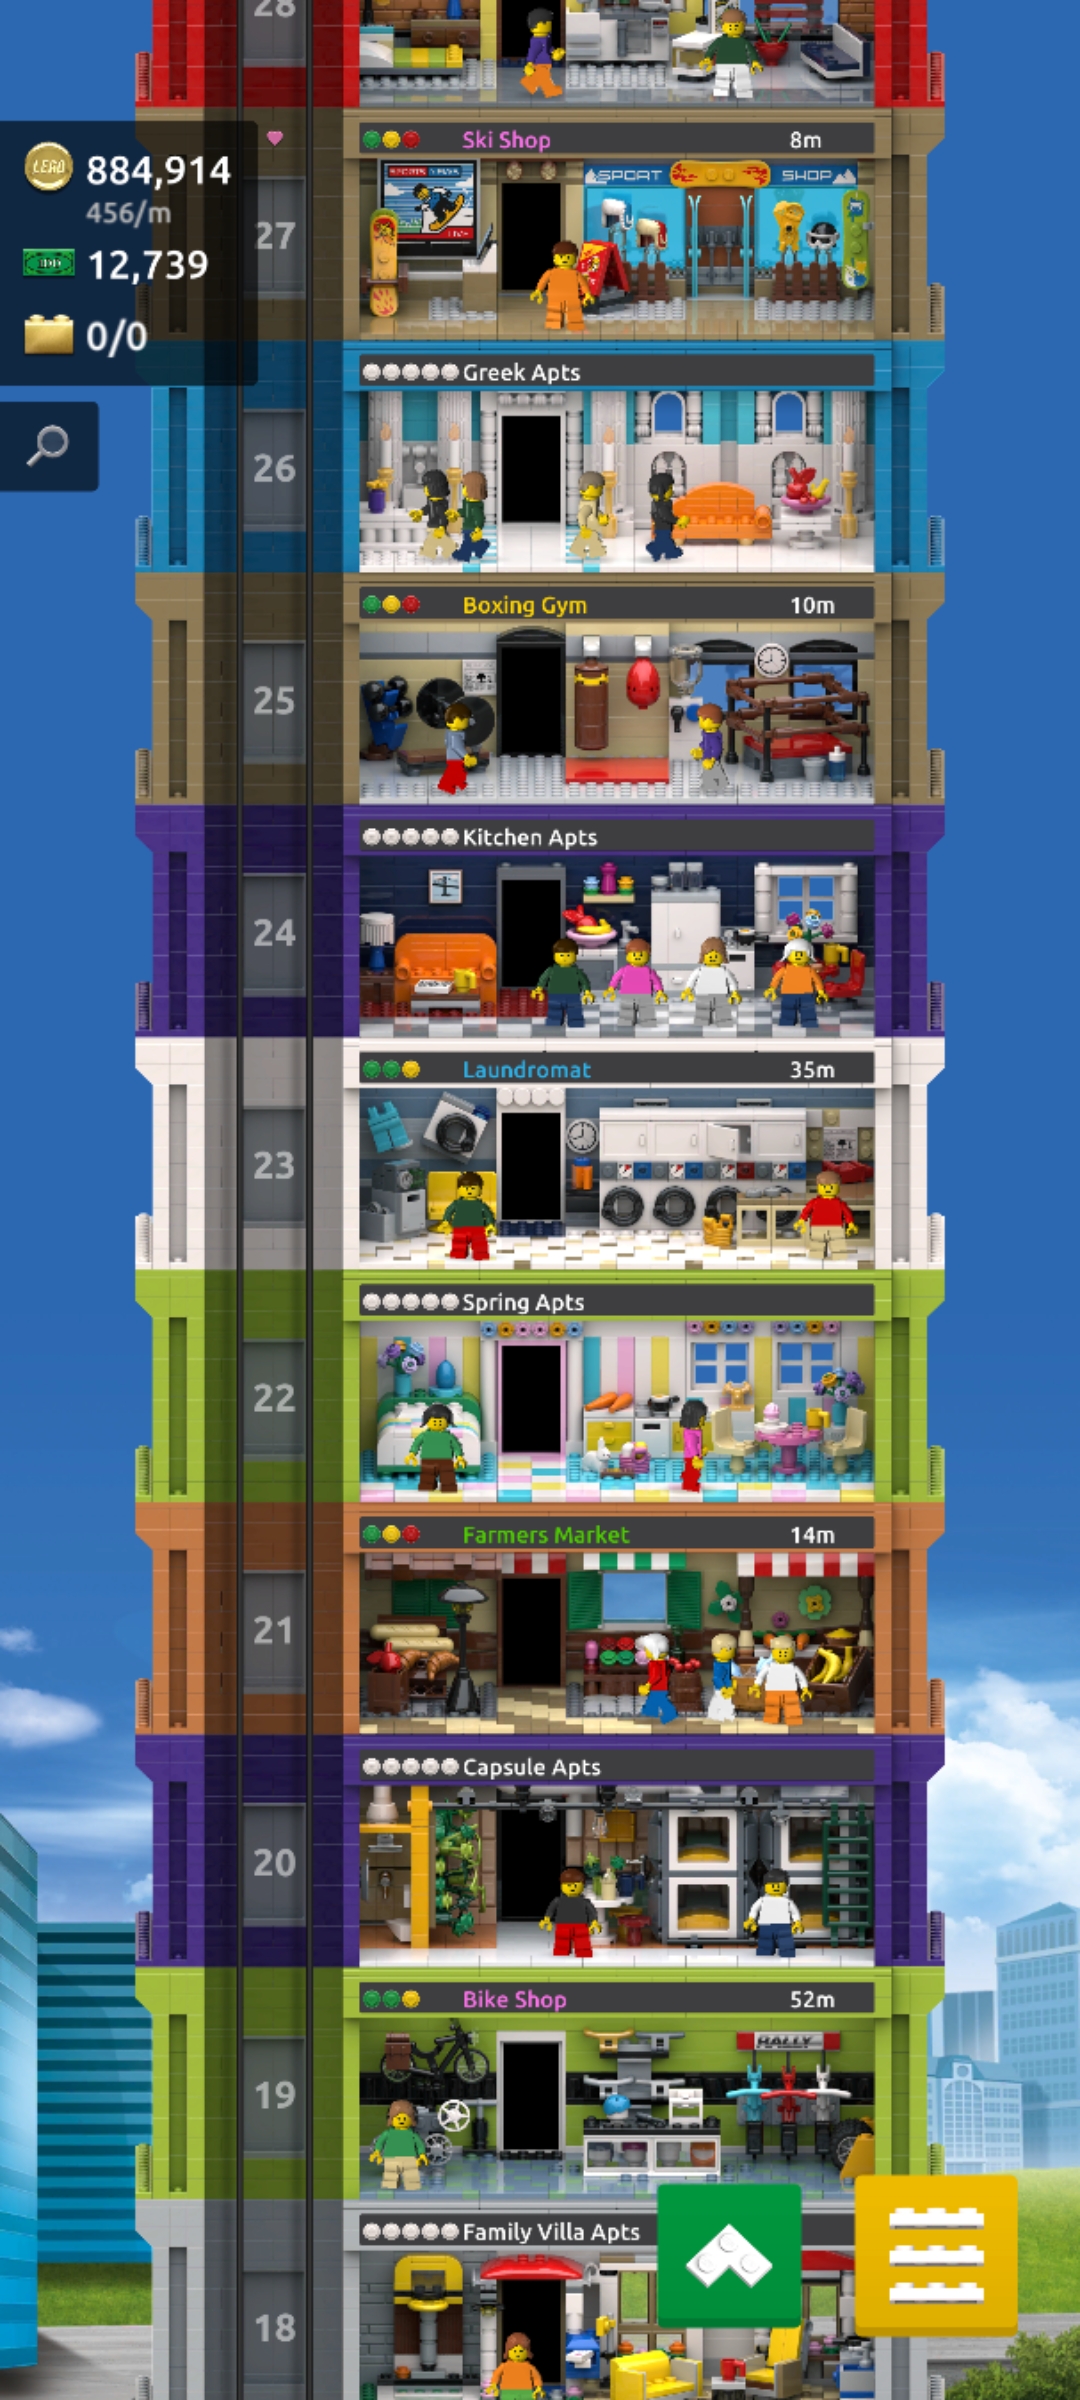 28
Ski Shop 8m
LEGO 884,914
456/m
12,739
0/0
27
SPORT SHOP
Greek Apts
26
Boxing Gym 10m
25
Kitchen Apts
24
Laundromat 35m
23
Spring Apts
22
Farmers Market 14m
21
Capsule Apts
20
Bike Shop 52m
RALLY
19
Family Villa Apts
18